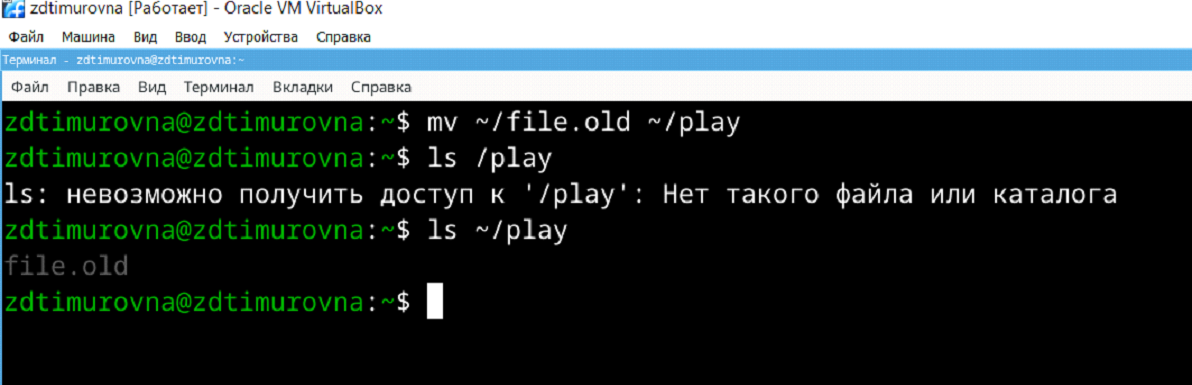 zdtimurovna [Работает] - Oracle VM VirtualBox
Файл Машина Вид Ввод Устройства Справка
Терминал - zdtimurovna@zdtimurovna:~
Файл Правка Вид Терминал Вкладки Справка
zdtimurovna@zdtimurovna:~$ mv ~/file.old ~/play
zdtimurovna@zdtimurovna:~$ ls /play
ls: невозможно получить доступ к '/play': Нет такого файла или каталога
zdtimurovna@zdtimurovna:~$ ls ~/play
file.old
zdtimurovna@zdtimurovna:~$